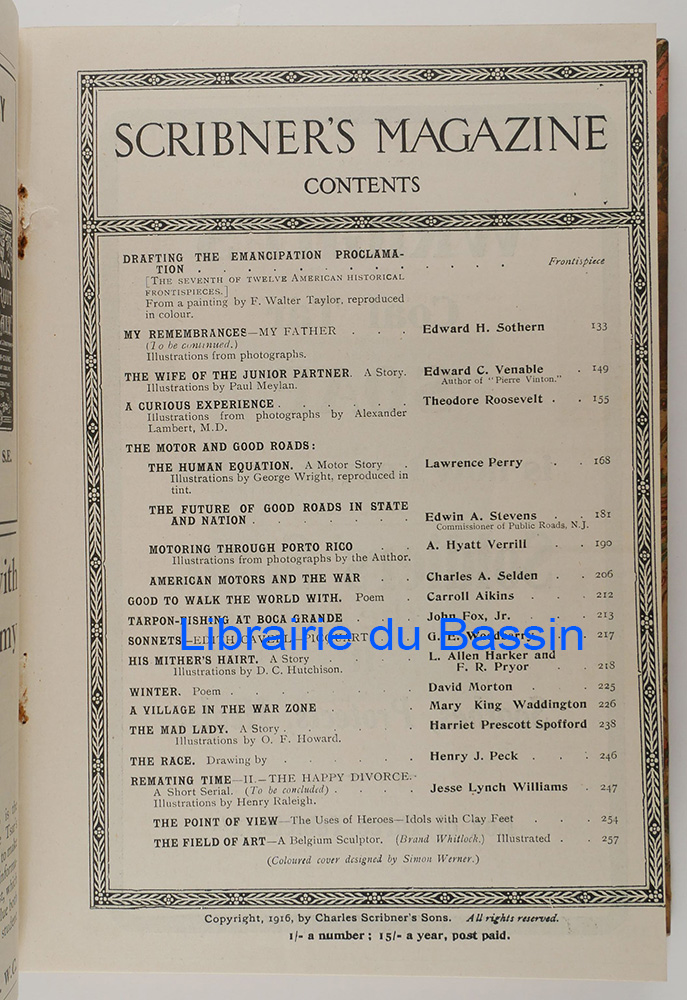 SCRIBNER'S MAGAZINE
CONTENTS
DRAFTING THE EMANCIPATION PROCLAMA-
TION . . . . . . . . . . . . Frontispiece
[THE SEVENTH OF TWELVE AMERICAN HISTORICAL
FRONTISPIECES.]
From a painting by F. Walter Taylor, reproduced
in colour.
MY REMEMBRANCES—MY FATHER . . . Edward H. Sothern 133
(To be continued.)
Illustrations from photographs.
THE WIFE OF THE JUNIOR PARTNER. A Story. Edward C. Venable . 149
Illustrations by Paul Meylan. Author of "Pierre Vinton."
A CURIOUS EXPERIENCE . . . . . . Theodore Roosevelt . . 155
Illustrations from photographs by Alexander
Lambert, M.D.
THE MOTOR AND GOOD ROADS:
THE HUMAN EQUATION. A Motor Story . Lawrence Perry . . 168
Illustrations by George Wright, reproduced in
tint.
THE FUTURE OF GOOD ROADS IN STATE
AND NATION . . . . . . . Edwin A. Stevens . . 181
Commissioner of Public Roads, N.J.
MOTORING THROUGH PORTO RICO . . A. Hyatt Verrill . . 190
Illustrations from photographs by the Author.
AMERICAN MOTORS AND THE WAR . . Charles A. Selden . . 206
GOOD TO WALK THE WORLD WITH. Poem . Carroll Aikins . . . 212
TARPON-FISHING AT BOCA GRANDE . . John Fox, Jr. . . 213
SONNETS—EDITH CAVELL—PICQUART . G. E. Woodberry . . 217
Librairie du Bassin
HIS MITHER'S HAIRT. A Story . . . . . L. Allen Harker and
Illustrations by D. C. Hutchison. F. R. Pryor . . 218
WINTER. Poem . . . . . . . . David Morton . . 225
A VILLAGE IN THE WAR ZONE . . . . Mary King Waddington 226
THE MAD LADY. A Story . . . . . . Harriet Prescott Spofford 238
Illustrations by O. F. Howard.
THE RACE. Drawing by . . . . . . Henry J. Peck . . . 246
REMATING TIME—II.—THE HAPPY DIVORCE.
A Short Serial. (To be concluded) . . . . Jesse Lynch Williams . 247
Illustrations by Henry Raleigh.
THE POINT OF VIEW—The Uses of Heroes—Idols with Clay Feet . . . 254
THE FIELD OF ART—A Belgium Sculptor. (Brand Whitlock.) Illustrated . . 257
(Coloured cover designed by Simon Werner.)
Copyright, 1916, by Charles Scribner's Sons. All rights reserved.
1/- a number; 15/- a year, post paid.
S.E.
with
my
is the
W.C.